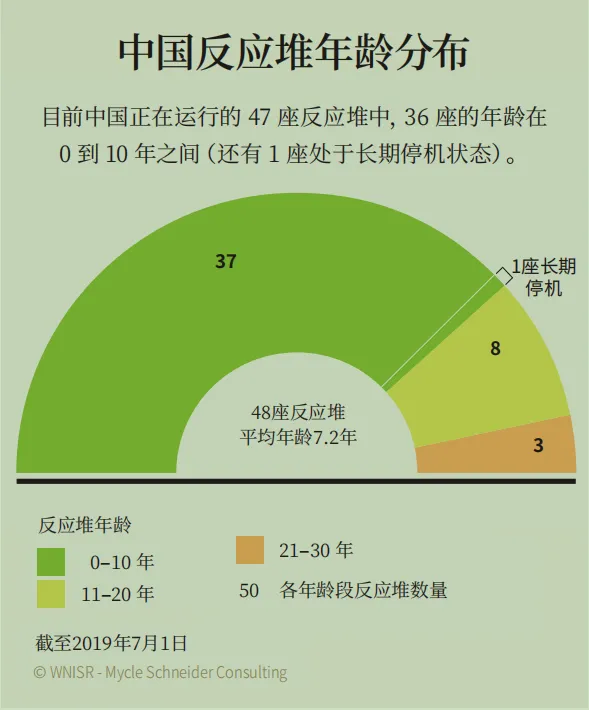 中国反应堆年龄分布
目前中国正在运行的 47 座反应堆中, 36 座的年龄在
0 到 10 年之间（还有 1 座处于长期停机状态）。
37
1座长期
停机
8
3
48座反应堆
平均年龄7.2年
反应堆年龄
0–10 年
11–20 年
21–30 年
50 各年龄段反应堆数量
截至2019年7月1日
© WNISR - Mycle Schneider Consulting